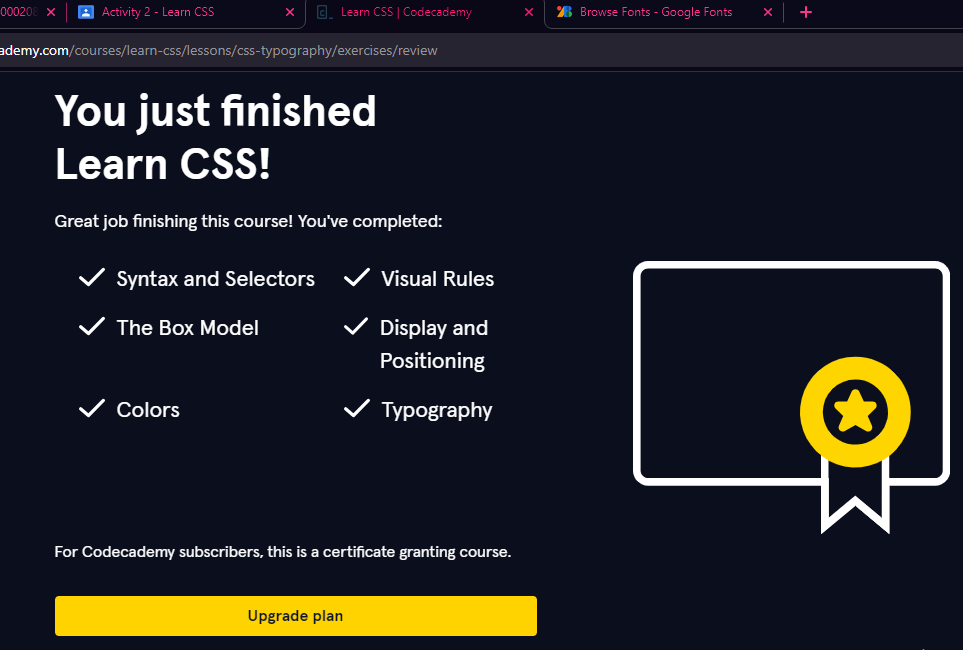 000208 Activity 2 - Learn CSS Learn CSS | Codecademy Browse Fonts - Google Fonts
ademy.com/courses/learn-css/lessons/css-typography/exercises/review
You just finished
Learn CSS!
Great job finishing this course! You've completed:
Syntax and Selectors Visual Rules
The Box Model Display and
Positioning
Colors Typography
For Codecademy subscribers, this is a certificate granting course.
Upgrade plan